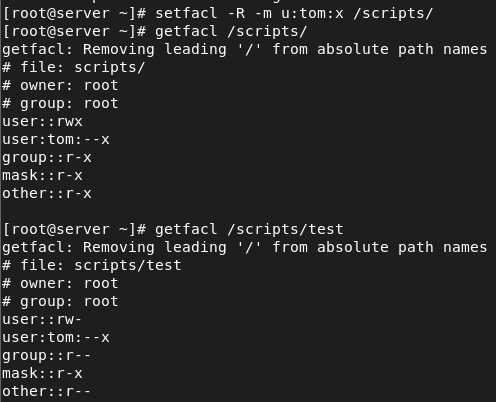 [root@server ~]# setfacl -R -m u:tom:x /scripts/
[root@server ~]# getfacl /scripts/
getfacl: Removing leading '/' from absolute path names
# file: scripts/
# owner: root
# group: root
user::rwx
user:tom:--x
group::r-x
mask::r-x
other::r-x

[root@server ~]# getfacl /scripts/test
getfacl: Removing leading '/' from absolute path names
# file: scripts/test
# owner: root
# group: root
user::rw-
user:tom:--x
group::r--
mask::r-x
other::r--